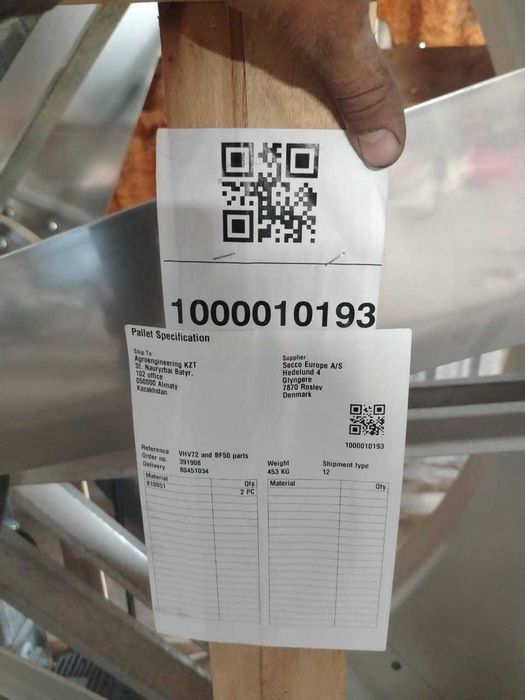 1000010193
Pallet Specification
Ship To
Agroengineering KZT
St. Nauryzbai Batyr.
102 office
050000 Almaty
Kazakhstan
Supplier:
Secco Europe A/S
Hedelund 4
Glyngøre
7870 Roslev
Denmark
1000010193
Reference VHV72 and BF50 parts
Order no 391908
Delivery 80451034
Weight Shipment type
453 KG 12
Material Qty Material Qty
810051 2 PC